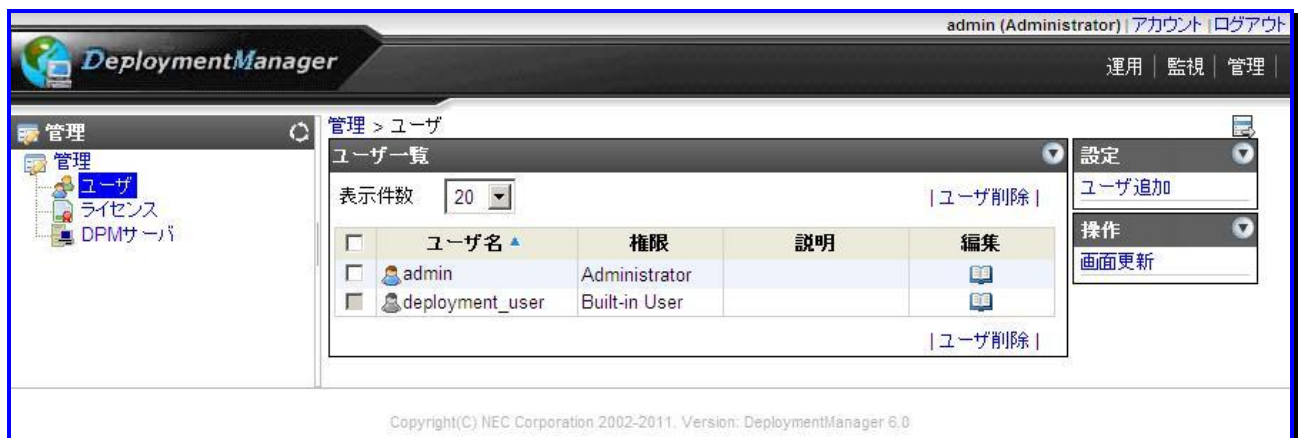 admin (Administrator) | アカウント | ログアウト
DeploymentManager
運用 | 監視 | 管理 |
管理
管理
ユーザ
ライセンス
DPMサーバ
管理 > ユーザ
ユーザ一覧
表示件数 20 | ユーザ削除 |
ユーザ名 権限 説明 編集
admin Administrator
deployment_user Built-in User
| ユーザ削除 |
設定
ユーザ追加
操作
画面更新
Copyright(C) NEC Corporation 2002-2011. Version: DeploymentManager 6.0